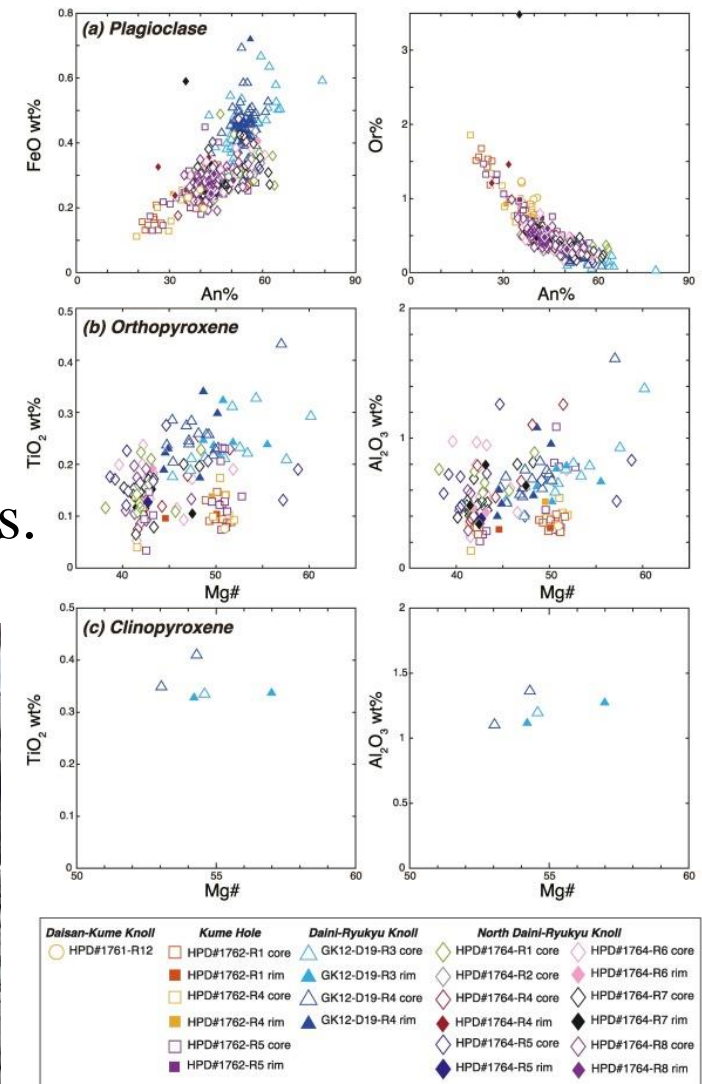 (a) Plagioclase
FeO wt%
0.8
0.6
0.4
0.2
0
0 30 60 90
An%
Or%
3
2
1
0
0 30 60 90
An%
(b) Orthopyroxene
TiO2 wt%
0.5
0.4
0.3
0.2
0.1
0
40 50 60
Mg#
Al2O3 wt%
2
1
0
40 50 60
Mg#
s.
(c) Clinopyroxene
TiO2 wt%
0.5
0.4
0.3
0.2
0.1
0
50 55 60
Mg#
Al2O3 wt%
2
1.5
1
0.5
0
50 55 60
Mg#
Daisan-Kume Knoll
HPD#1761-R12
Kume Hole
HPD#1762-R1 core
HPD#1762-R1 rim
HPD#1762-R4 core
HPD#1762-R4 rim
HPD#1762-R5 core
HPD#1762-R5 rim
Daini-Ryukyu Knoll
GK12-D19-R3 core
GK12-D19-R3 rim
GK12-D19-R4 core
GK12-D19-R4 rim
North Daini-Ryukyu Knoll
HPD#1764-R1 core
HPD#1764-R2 core
HPD#1764-R4 core
HPD#1764-R4 rim
HPD#1764-R5 core
HPD#1764-R5 rim
HPD#1764-R6 core
HPD#1764-R6 rim
HPD#1764-R7 core
HPD#1764-R7 rim
HPD#1764-R8 core
HPD#1764-R8 rim